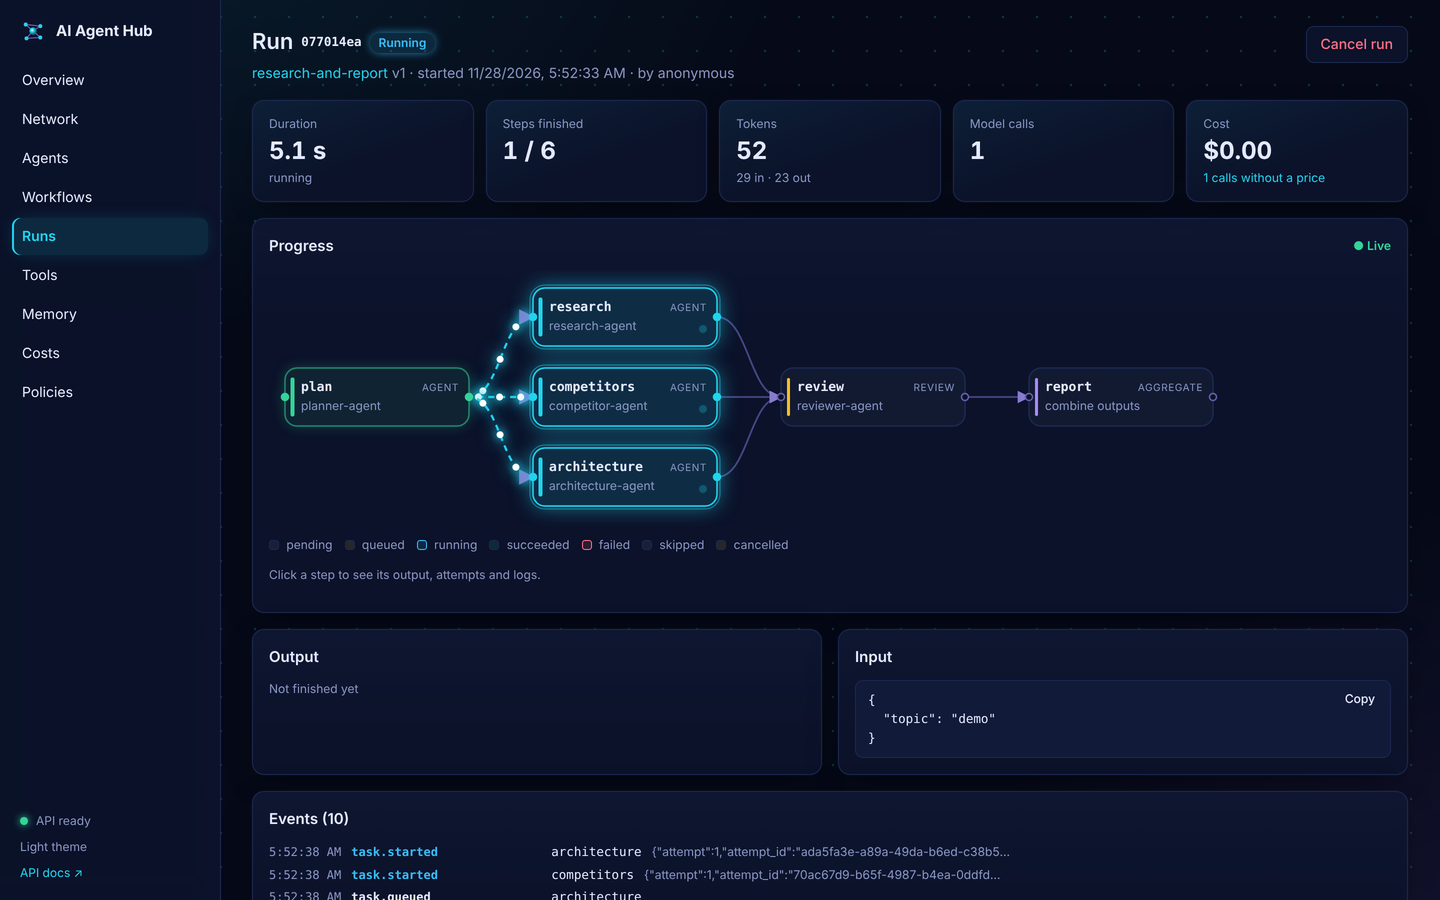 AI Agent Hub
Overview
Network
Agents
Workflows
Runs
Tools
Memory
Costs
Policies
API ready
Light theme
API docs ↗
Run 077014ea Running
Cancel run
research-and-report v1 · started 11/28/2026, 5:52:33 AM · by anonymous
Duration
5.1 s
running
Steps finished
1 / 6
Tokens
52
29 in · 23 out
Model calls
1
Cost
$0.00
1 calls without a price
Progress
Live
plan AGENT
planner-agent
research AGENT
research-agent
competitors AGENT
competitor-agent
architecture AGENT
architecture-agent
review REVIEW
reviewer-agent
report AGGREGATE
combine outputs
pending queued running succeeded failed skipped cancelled
Click a step to see its output, attempts and logs.
Output
Not finished yet
Input
Copy
{
"topic": "demo"
}
Events (10)
5:52:38 AM task.started architecture {"attempt":1,"attempt_id":"ada5fa3e-a89a-49da-b6ed-c38b5...
5:52:38 AM task.started competitors {"attempt":1,"attempt_id":"70ac67d9-b65f-4987-b4ea-0ddfd...
5:52:38 AM task.queued architecture